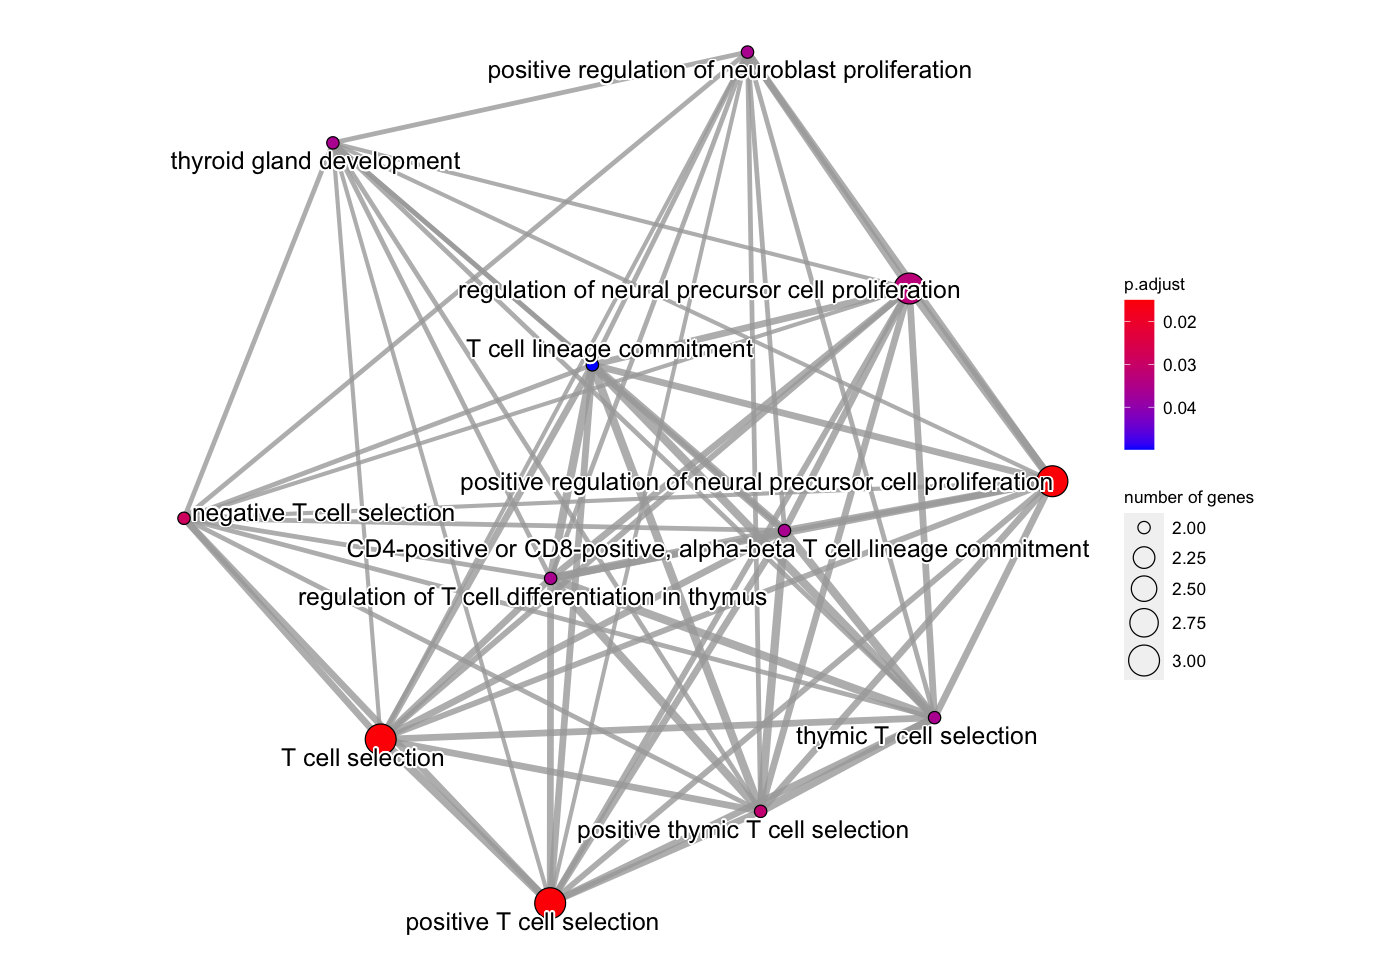 positive regulation of neuroblast proliferation
thyroid gland development
regulation of neural precursor cell proliferation
T cell lineage commitment
positive regulation of neural precursor cell proliferation
negative T cell selection
CD4-positive or CD8-positive, alpha-beta T cell lineage commitment
regulation of T cell differentiation in thymus
thymic T cell selection
T cell selection
positive thymic T cell selection
positive T cell selection
p.adjust
0.02
0.03
0.04
number of genes
2.00
2.25
2.50
2.75
3.00